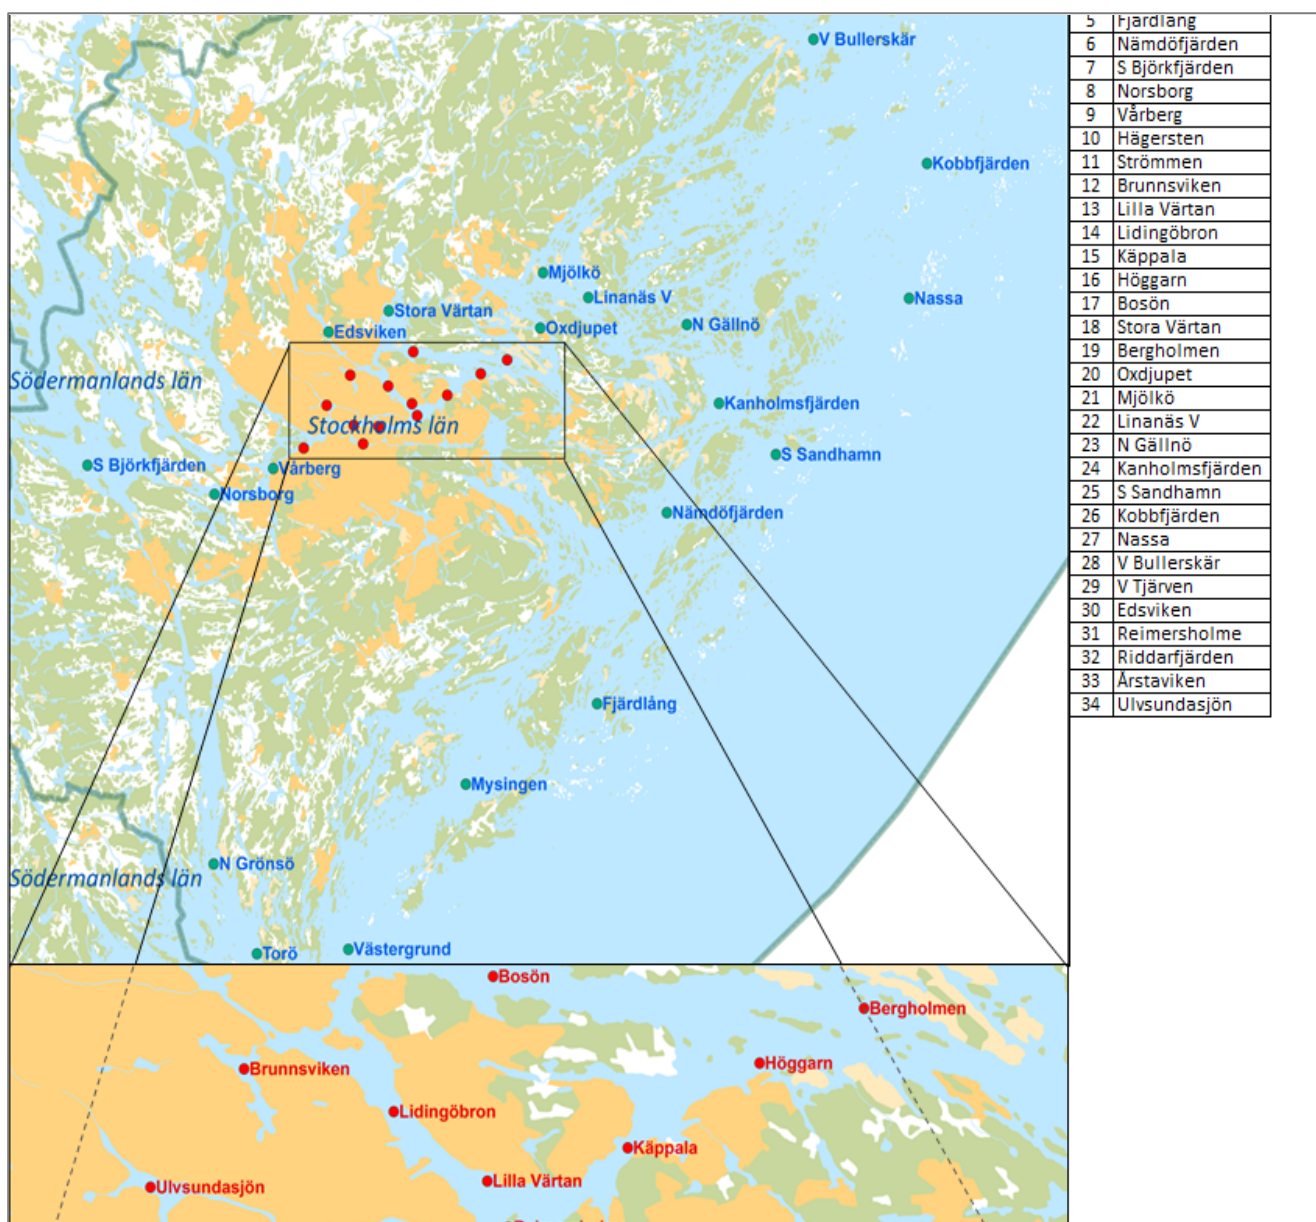 V Bullerskär
Kobbfjärden
Mjölkö
Linanäs V
Nassa
Stora Värtan
Oxdjupet
N Gällnö
Edsviken
Södermanlands län
Kanholmsfjärden
Stockholms län
S Björkfjärden
Vårberg
S Sandhamn
Norsborg
Nämdöfjärden
Fjärdlång
Mysingen
N Grönsö
Södermanlands län
Torö
Västergrund
Bosön
Bergholmen
Brunnsviken
Höggarn
Lidingöbron
Käppala
Ulvsundasjön
Lilla Värtan
5 Fjärdlång
6 Nämdöfjärden
7 S Björkfjärden
8 Norsborg
9 Vårberg
10 Hägersten
11 Strömmen
12 Brunnsviken
13 Lilla Värtan
14 Lidingöbron
15 Käppala
16 Höggarn
17 Bosön
18 Stora Värtan
19 Bergholmen
20 Oxdjupet
21 Mjölkö
22 Linanäs V
23 N Gällnö
24 Kanholmsfjärden
25 S Sandhamn
26 Kobbfjärden
27 Nassa
28 V Bullerskär
29 V Tjärven
30 Edsviken
31 Reimersholme
32 Riddarfjärden
33 Årstaviken
34 Ulvsundasjön